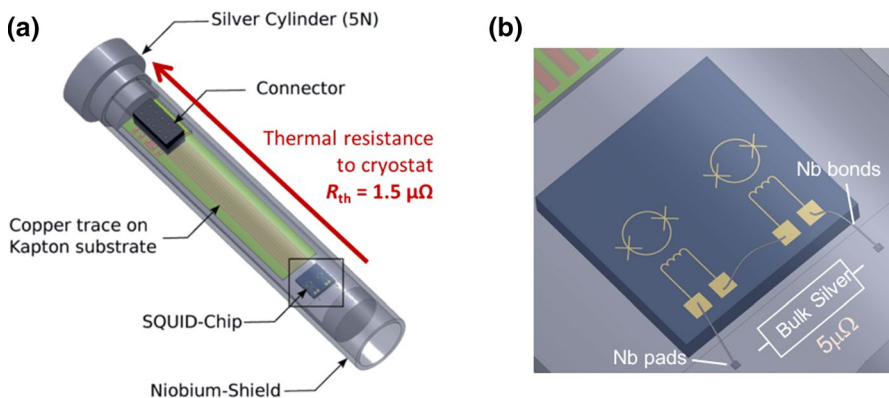 (a)
Silver Cylinder (5N)
Connector
Thermal resistance
to cryostat
Rth = 1.5 μΩ
Copper trace on
Kapton substrate
SQUID-Chip
Niobium-Shield
(b)
Nb bonds
Bulk Silver
5μΩ
Nb pads